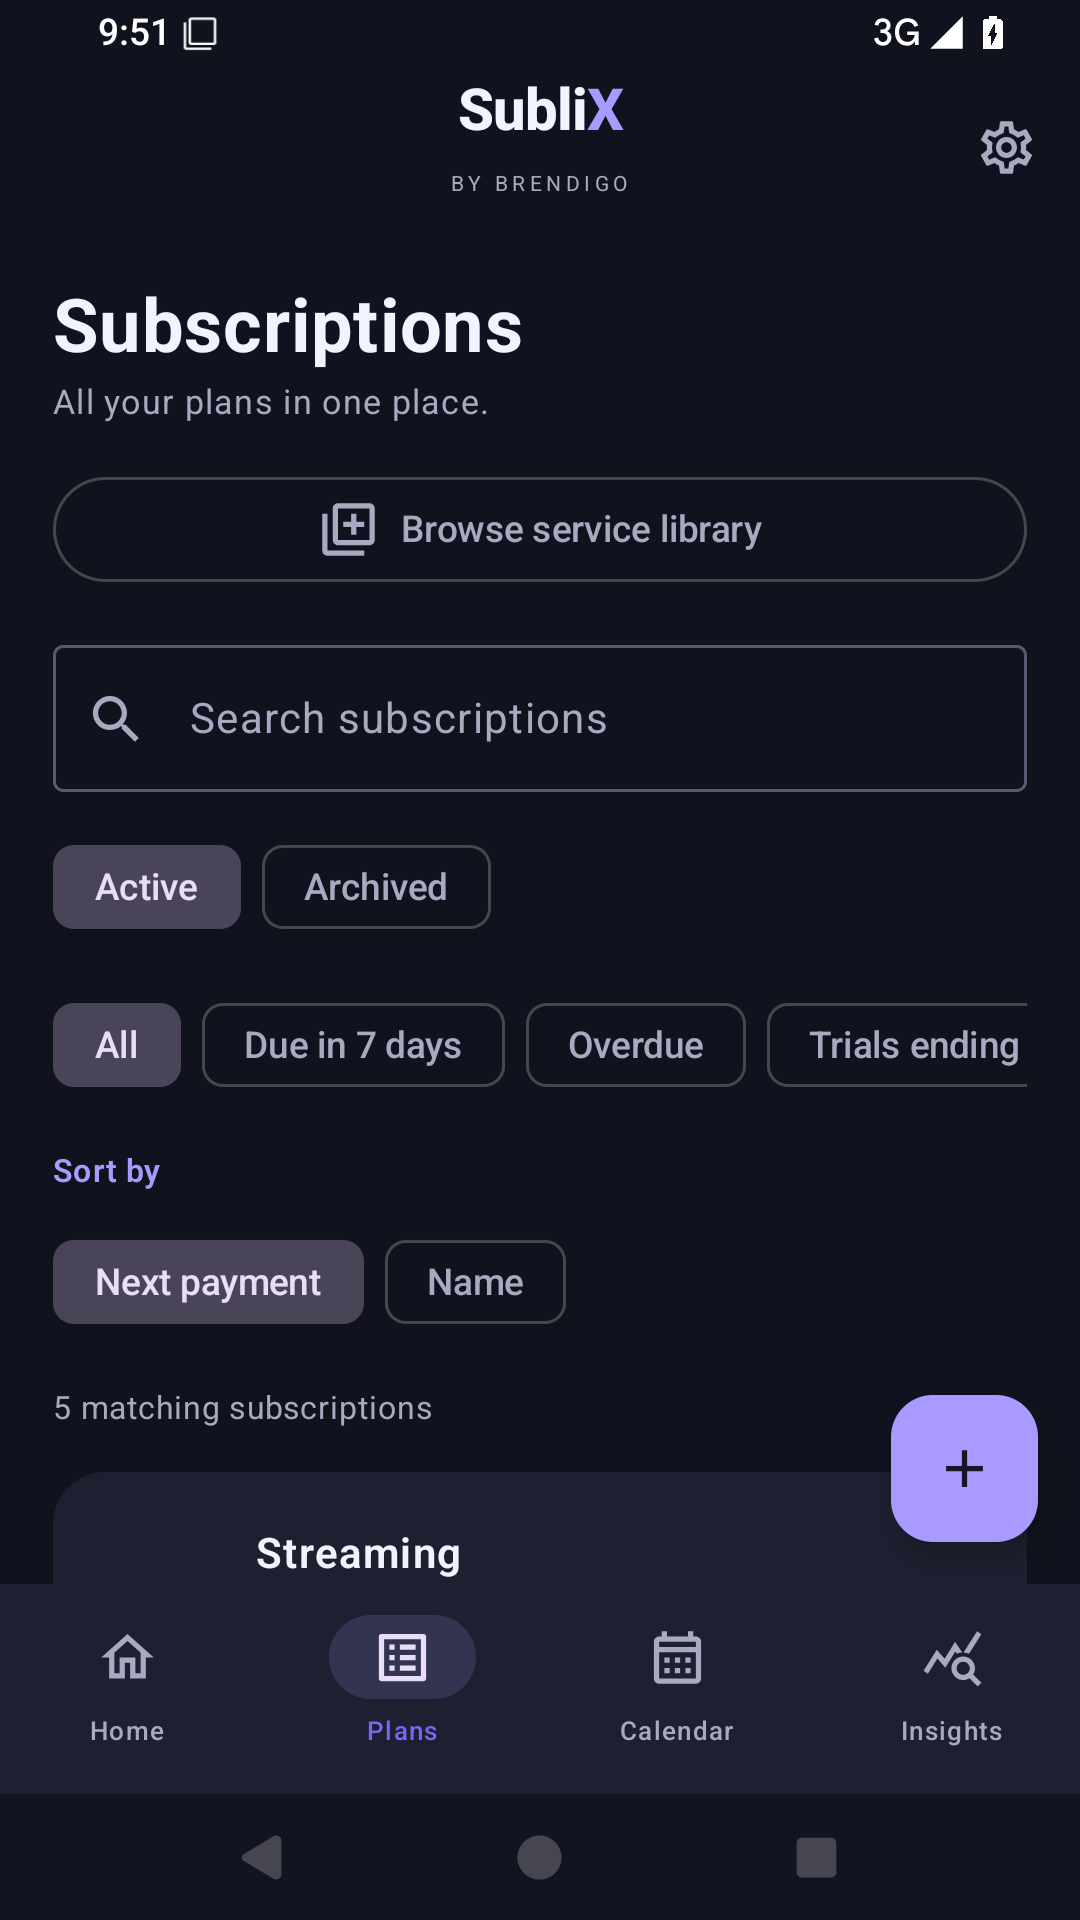 9:51
3G
SubliX
BY BRENDIGO
Subscriptions
All your plans in one place.
Browse service library
Search subscriptions
Active
Archived
All
Due in 7 days
Overdue
Trials ending
Sort by
Next payment
Name
5 matching subscriptions
Streaming
Home
Plans
Calendar
Insights